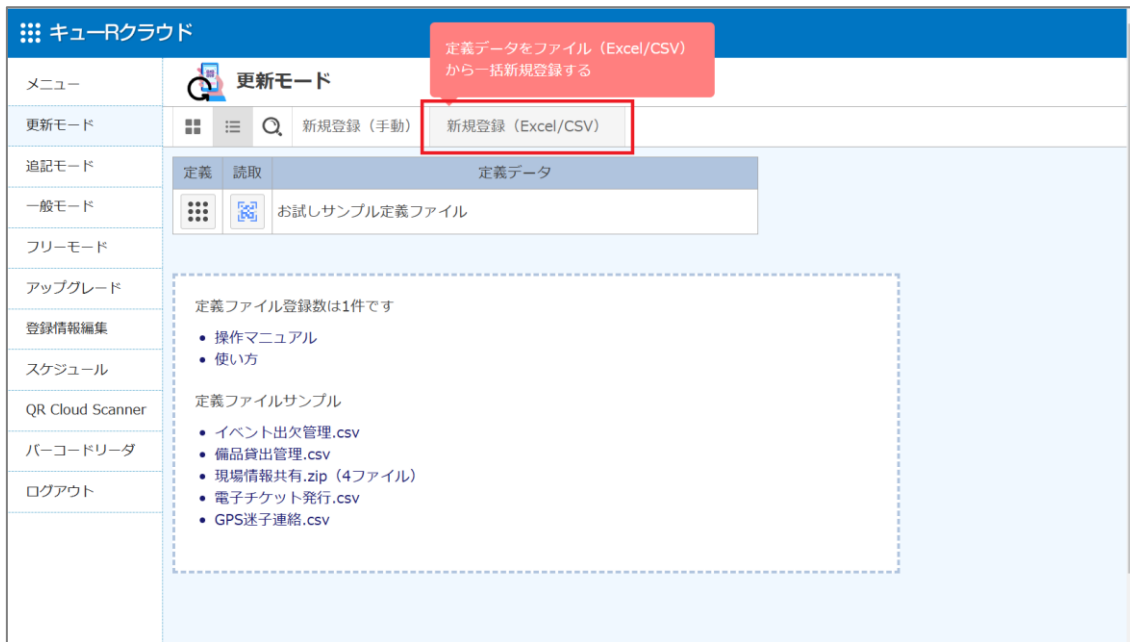 キューRクラウド
定義データをファイル（Excel/CSV）
から一括新規登録する
メニュー
更新モード
追記モード
一般モード
フリーモード
アップグレード
登録情報編集
スケジュール
QR Cloud Scanner
バーコードリーダ
ログアウト
更新モード
新規登録（手動） 新規登録（Excel/CSV）
定義 読取 定義データ
お試しサンプル定義ファイル
定義ファイル登録数は1件です
• 操作マニュアル
• 使い方
定義ファイルサンプル
• イベント出欠管理.csv
• 備品貸出管理.csv
• 現場情報共有.zip（4ファイル）
• 電子チケット発行.csv
• GPS迷子連絡.csv